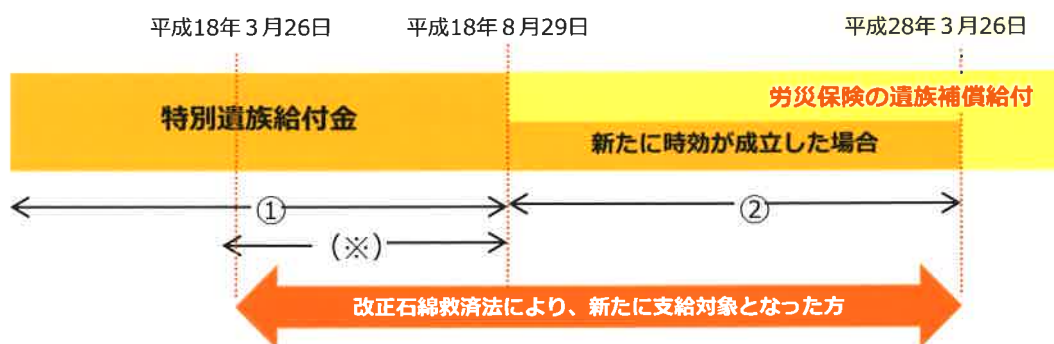 平成18年３月26日
平成18年８月29日
平成28年３月26日
労災保険の遺族補償給付
特別遺族給付金
新たに時効が成立した場合
①
②
（※）
改正石綿救済法により、新たに支給対象となった方